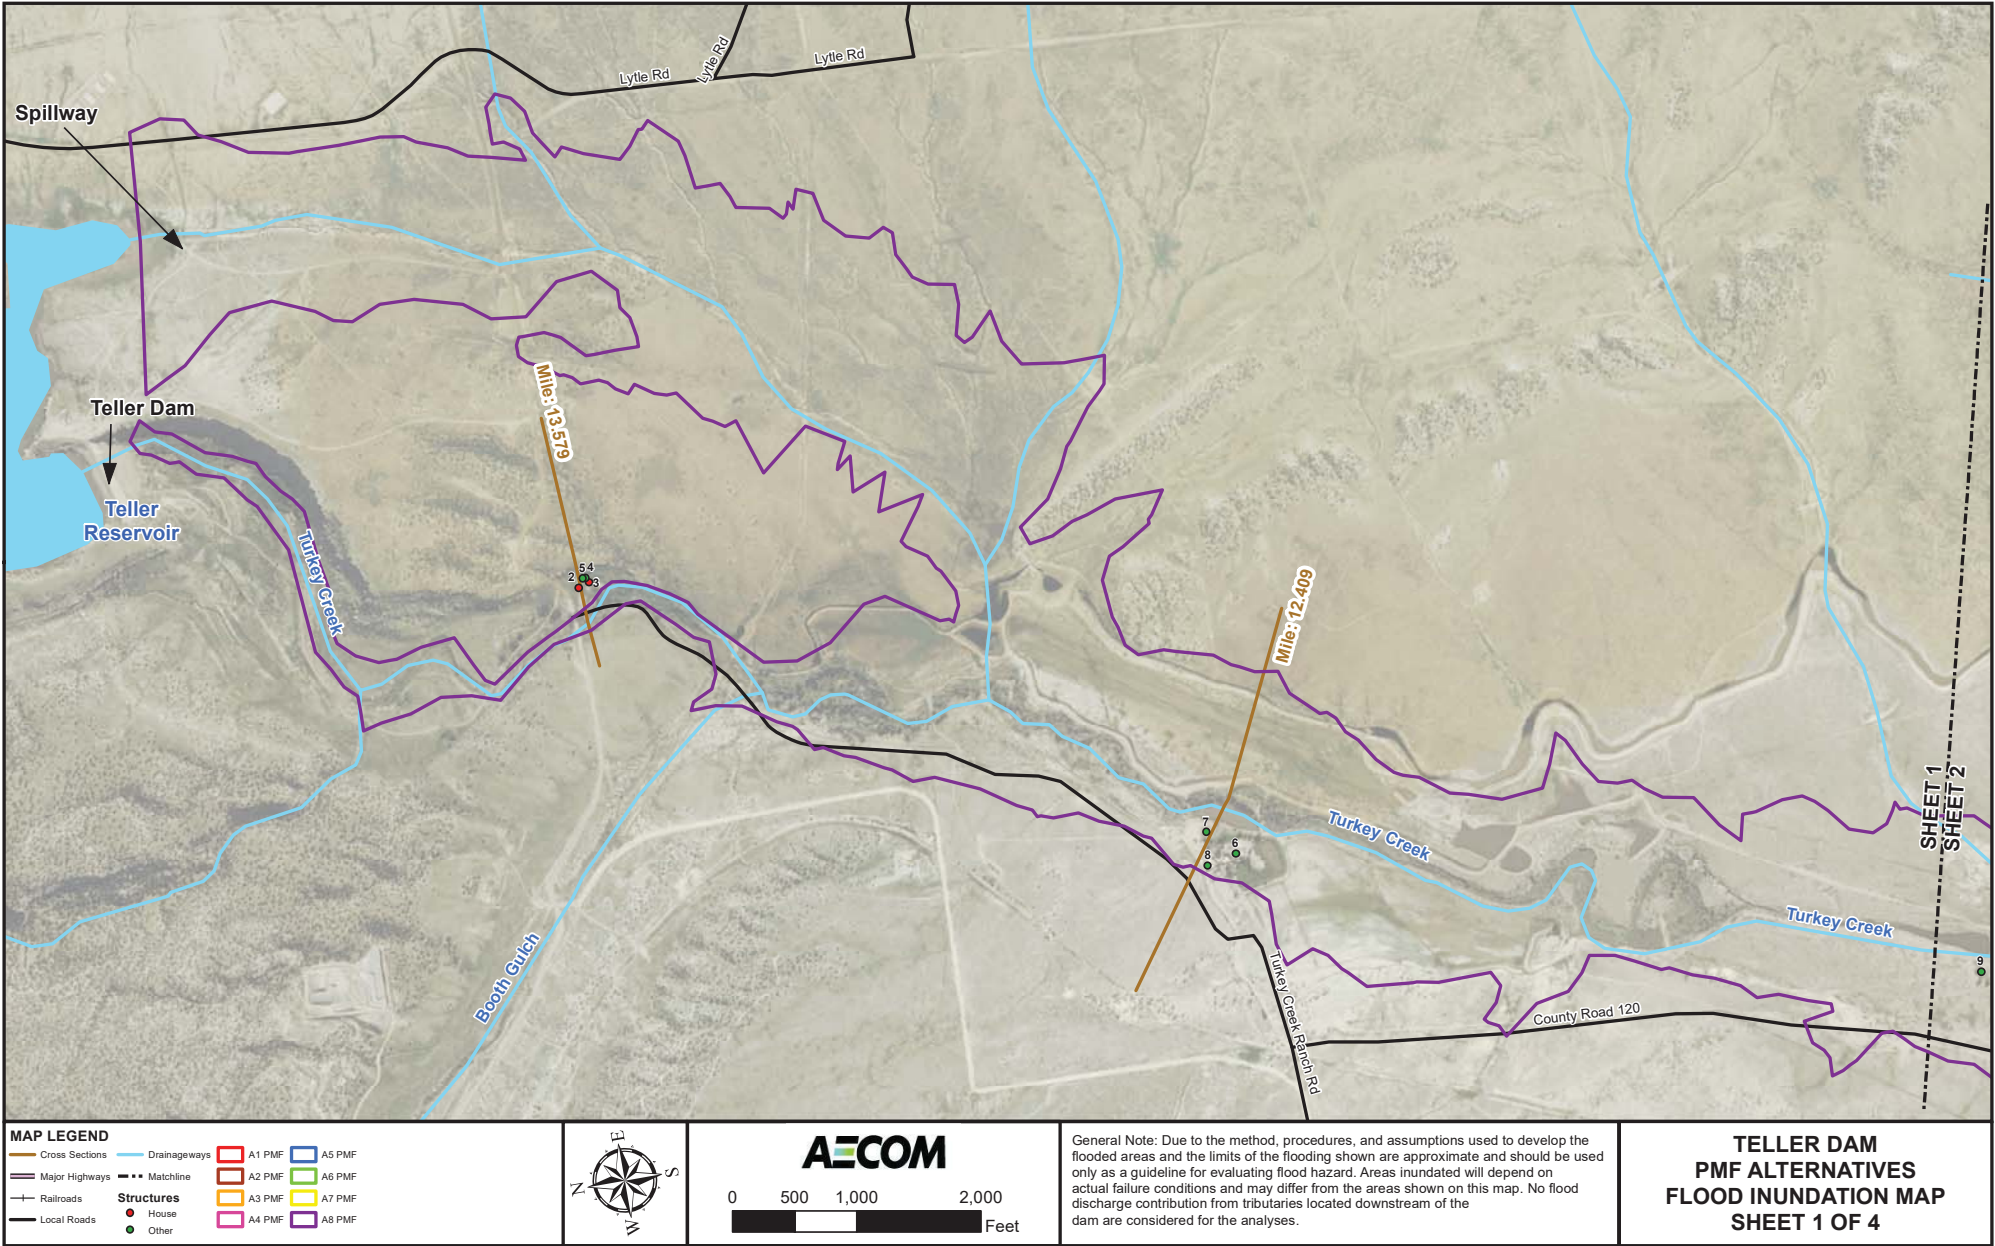 Lytle Rd
Lytle Rd
Lytle Rd
Spillway
Teller Dam
Teller
Reservoir
Turkey Creek
Mile: 13.579
5 4
2
3
Mile: 12.409
7
6
8
Turkey Creek
Turkey Creek
SHEET 1
SHEET 2
9
Booth Gulch
Turkey Creek Ranch Rd
County Road 120
MAP LEGEND
Cross Sections
Drainageways
A1 PMF
A5 PMF
Major Highways
Matchline
A2 PMF
A6 PMF
Railroads
Structures
A3 PMF
A7 PMF
House
Local Roads
A4 PMF
A8 PMF
Other
E
S
N
W
AECOM
0 500 1,000 2,000
Feet
General Note: Due to the method, procedures, and assumptions used to develop the
flooded areas and the limits of the flooding shown are approximate and should be used
only as a guideline for evaluating flood hazard. Areas inundated will depend on
actual failure conditions and may differ from the areas shown on this map. No flood
discharge contribution from tributaries located downstream of the
dam are considered for the analyses.
TELLER DAM
PMF ALTERNATIVES
FLOOD INUNDATION MAP
SHEET 1 OF 4